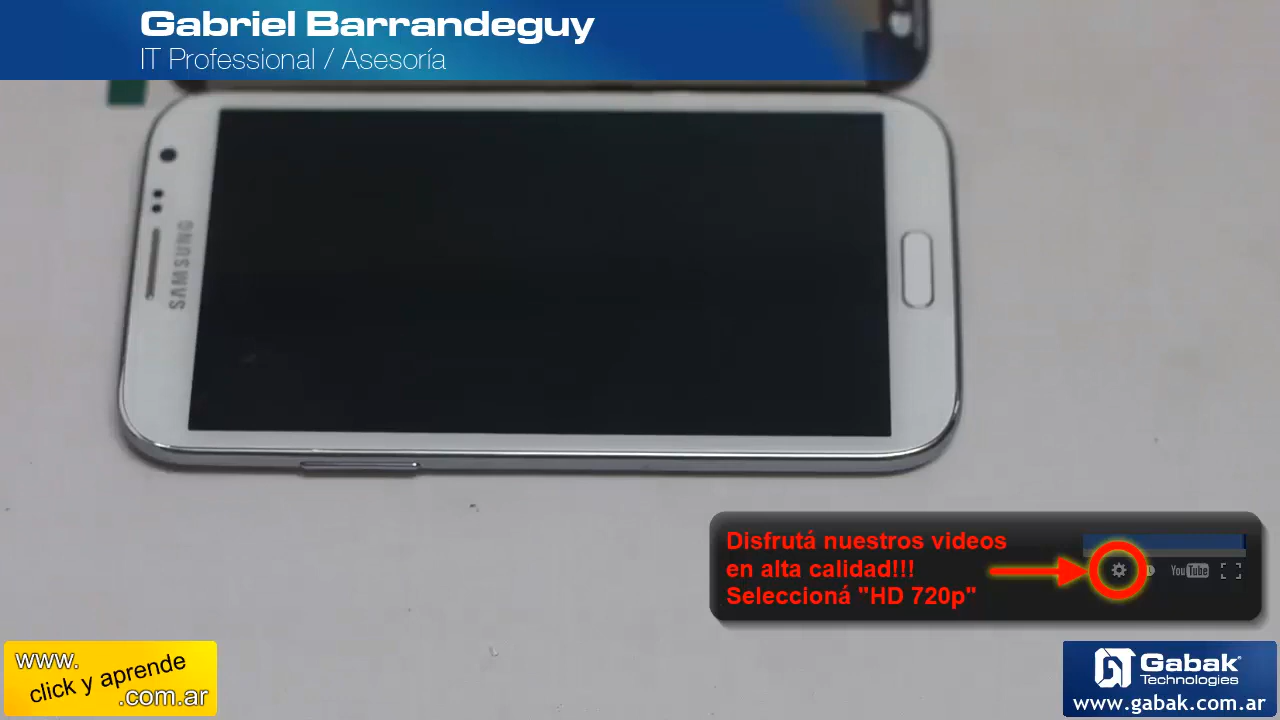 Gabriel Barrandeguy
IT Professional / Asesoría
SAMSUNG
Disfrutá nuestros videos
en alta calidad!!!
Seleccioná "HD 720p"
YouTube
www.
click y aprende
.com.ar
Gabak
Technologies
www.gabak.com.ar